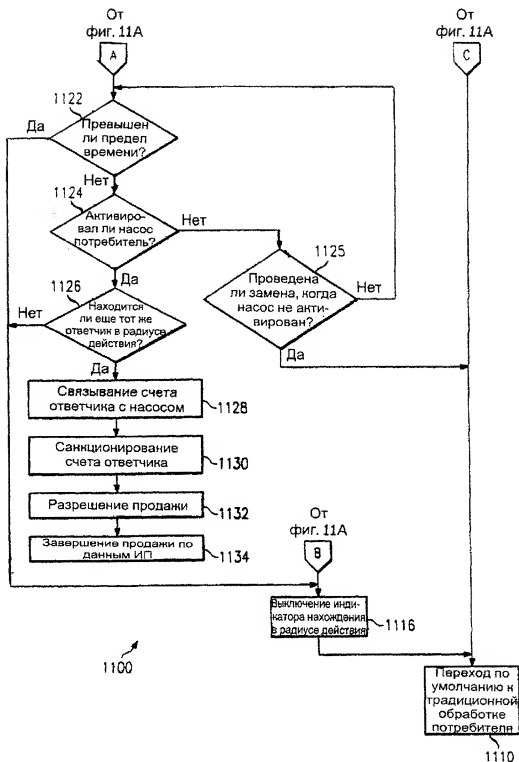 От
фиг. 11А
А
От
фиг. 11А
С
1122
Да
Превышен
ли предел
времени?
Нет
1124
Активиро-
вал ли насос
потребитель?
Нет
Да
1125
Проведена
ли замена, когда
насос не акти-
вирован?
Нет
Да
1126
Нет
Находится
ли еще тот же
ответчик в радиусе
действия?
Да
Связывание счета
ответчика с насосом
1128
Санкционирование
счета ответчика
1130
Разрешение продажи
1132
Завершение продажи по
данным ИП
1134
От
фиг. 11А
В
Выключение инди-
катора нахождения
в радиусе действия
1116
1100
Переход по
умолчанию к
традиционной
обработке
потребителя
1110